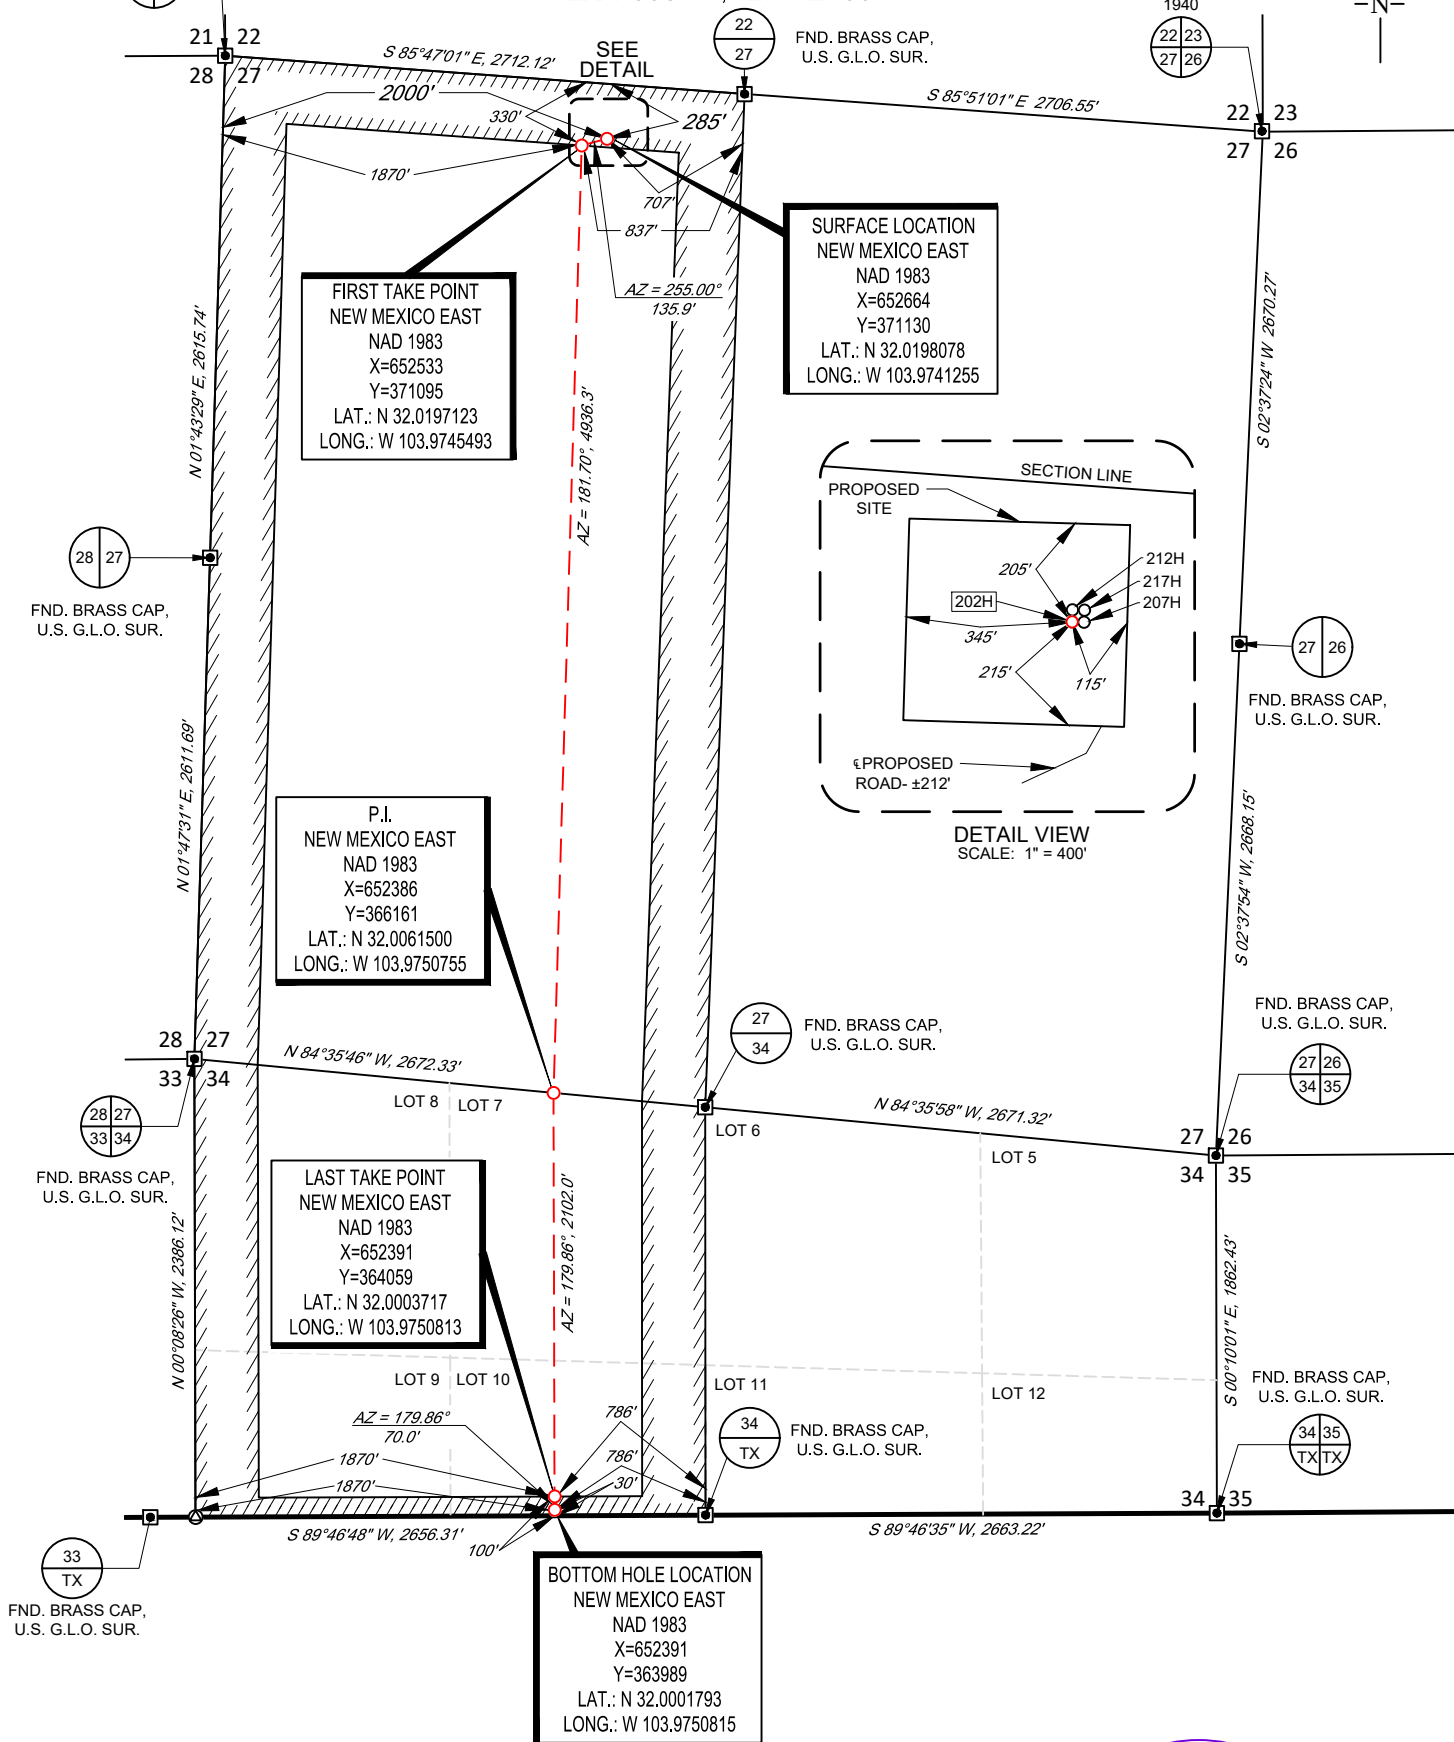 1940
–N–
22
27
FND. BRASS CAP,
U.S. G.L.O. SUR.
22 23
27 26
21 22
28 27
S 85°47'01" E, 2712.12'
SEE
DETAIL
S 85°51'01" E 2706.55'
22 23
27 26
2000'
330'
285'
1870'
707'
837'
AZ = 255.00°
135.9'
SURFACE LOCATION
NEW MEXICO EAST
NAD 1983
X=652664
Y=371130
LAT.: N 32.0198078
LONG.: W 103.9741255
FIRST TAKE POINT
NEW MEXICO EAST
NAD 1983
X=652533
Y=371095
LAT.: N 32.0197123
LONG.: W 103.9745493
N 01°43'29" E, 2615.74'
AZ = 181.70°, 4936.3'
S 02°37'24" W 2670.27'
SECTION LINE
PROPOSED
SITE
205'
212H
217H
207H
202H
345'
215'
115'
℄PROPOSED
ROAD- ±212'
DETAIL VIEW
SCALE: 1" = 400'
28 27
FND. BRASS CAP,
U.S. G.L.O. SUR.
27 26
FND. BRASS CAP,
U.S. G.L.O. SUR.
N 01°47'31" E, 2611.69'
S 02°37'54" W, 2668.15'
P.I.
NEW MEXICO EAST
NAD 1983
X=652386
Y=366161
LAT.: N 32.0061500
LONG.: W 103.9750755
28 27
33 34
N 84°35'46" W, 2672.33'
27
34
FND. BRASS CAP,
U.S. G.L.O. SUR.
FND. BRASS CAP,
U.S. G.L.O. SUR.
27 26
34 35
28 27
33 34
FND. BRASS CAP,
U.S. G.L.O. SUR.
LOT 8
LOT 7
LOT 6
N 84°35'58" W, 2671.32'
LOT 5
27 26
34 35
LAST TAKE POINT
NEW MEXICO EAST
NAD 1983
X=652391
Y=364059
LAT.: N 32.0003717
LONG.: W 103.9750813
N 00°08'26" W, 2386.12'
AZ = 179.86°, 2102.0'
S 00°10'01" E, 1862.43'
LOT 9
LOT 10
LOT 11
LOT 12
FND. BRASS CAP,
U.S. G.L.O. SUR.
34 35
TX TX
AZ = 179.86°
70.0'
786'
34
TX
FND. BRASS CAP,
U.S. G.L.O. SUR.
1870'
786'
1870'
30'
34 35
S 89°46'48" W, 2656.31'
100'
S 89°46'35" W, 2663.22'
33
TX
FND. BRASS CAP,
U.S. G.L.O. SUR.
BOTTOM HOLE LOCATION
NEW MEXICO EAST
NAD 1983
X=652391
Y=363989
LAT.: N 32.0001793
LONG.: W 103.9750815